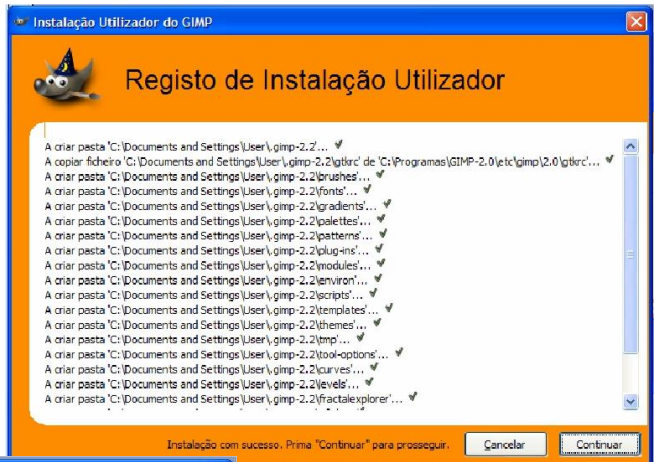 Instalação Utilizador do GIMP
Registo de Instalação Utilizador
A criar pasta 'C:\Documents and Settings\User\.gimp-2.2'...
A copiar ficheiro 'C:\Documents and Settings\User\.gimp-2.2\gtkrc' de 'C:\Programas\GIMP-2.0\etc\gimp\2.0\gtkrc'...
A criar pasta 'C:\Documents and Settings\User\.gimp-2.2\brushes'...
A criar pasta 'C:\Documents and Settings\User\.gimp-2.2\fonts'...
A criar pasta 'C:\Documents and Settings\User\.gimp-2.2\gradients'...
A criar pasta 'C:\Documents and Settings\User\.gimp-2.2\palettes'...
A criar pasta 'C:\Documents and Settings\User\.gimp-2.2\patterns'...
A criar pasta 'C:\Documents and Settings\User\.gimp-2.2\plug-ins'...
A criar pasta 'C:\Documents and Settings\User\.gimp-2.2\modules'...
A criar pasta 'C:\Documents and Settings\User\.gimp-2.2\environ'...
A criar pasta 'C:\Documents and Settings\User\.gimp-2.2\scripts'...
A criar pasta 'C:\Documents and Settings\User\.gimp-2.2\templates'...
A criar pasta 'C:\Documents and Settings\User\.gimp-2.2\themes'...
A criar pasta 'C:\Documents and Settings\User\.gimp-2.2\tmp'...
A criar pasta 'C:\Documents and Settings\User\.gimp-2.2\tool-options'...
A criar pasta 'C:\Documents and Settings\User\.gimp-2.2\curves'...
A criar pasta 'C:\Documents and Settings\User\.gimp-2.2\levels'...
A criar pasta 'C:\Documents and Settings\User\.gimp-2.2\fractalexplorer'...
Instalação com sucesso. Prima "Continuar" para prosseguir.
Cancelar
Continuar